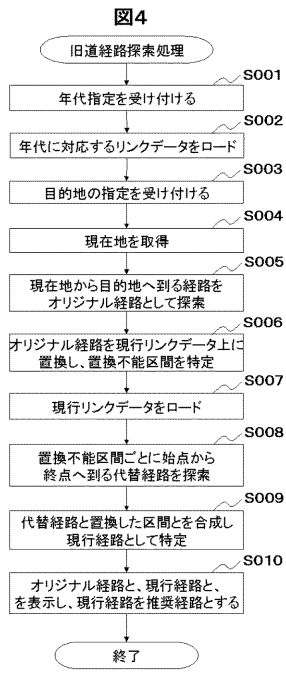 図4
旧道経路探索処理
S001
年代指定を受け付ける
S002
年代に対応するリンクデータをロード
S003
目的地の指定を受け付ける
S004
現在地を取得
S005
現在地から目的地へ到る経路を
オリジナル経路として探索
S006
オリジナル経路を現行リンクデータ上に
置換し、置換不能区間を特定
S007
現行リンクデータをロード
S008
置換不能区間ごとに始点から
終点へ到る代替経路を探索
S009
代替経路と置換した区間とを合成し
現行経路として特定
S010
オリジナル経路と、現行経路と、
を表示し、現行経路を推奨経路とする
終了